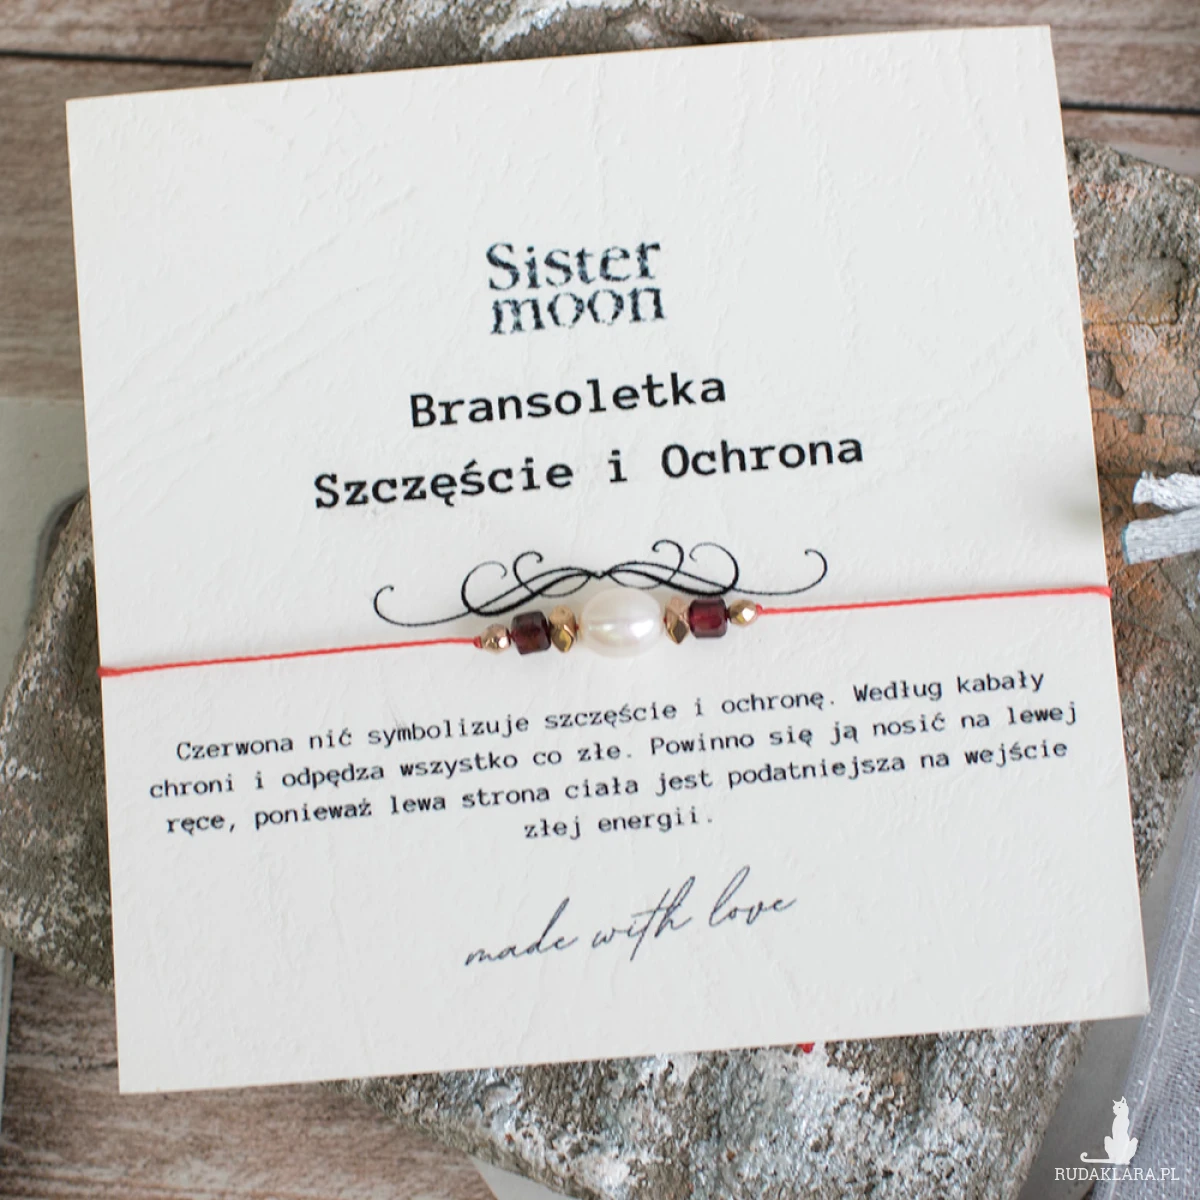 Sister
moon
Bransoletka
Szczęście i Ochrona
Czerwona nić symbolizuje szczęście i ochronę. Według kabały
chroni i odpędza wszystko co złe. Powinno się ją nosić na lewej
ręce, ponieważ lewa strona ciała jest podatniejsza na wejście
złej energii.
made with love
RUDAKLARA.PL